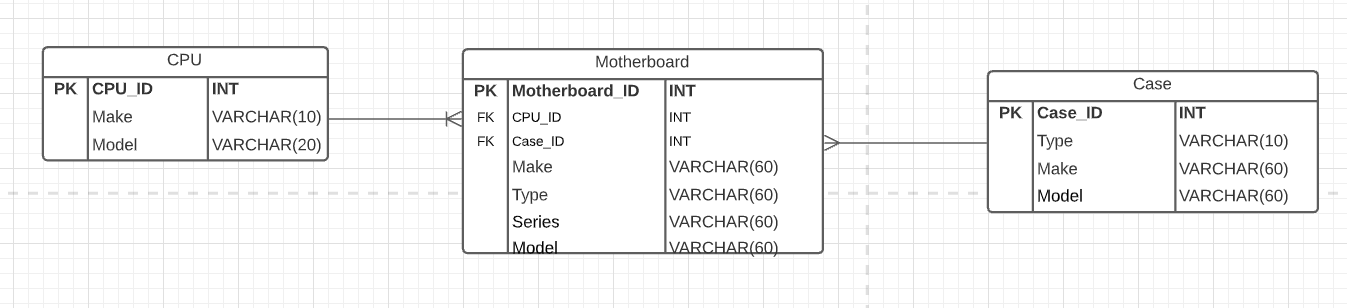 CPU
PK CPU_ID INT
Make VARCHAR(10)
Model VARCHAR(20)
Motherboard
PK Motherboard_ID INT
FK CPU_ID INT
FK Case_ID INT
Make VARCHAR(60)
Type VARCHAR(60)
Series VARCHAR(60)
Model VARCHAR(60)
Case
PK Case_ID INT
Type VARCHAR(10)
Make VARCHAR(60)
Model VARCHAR(60)